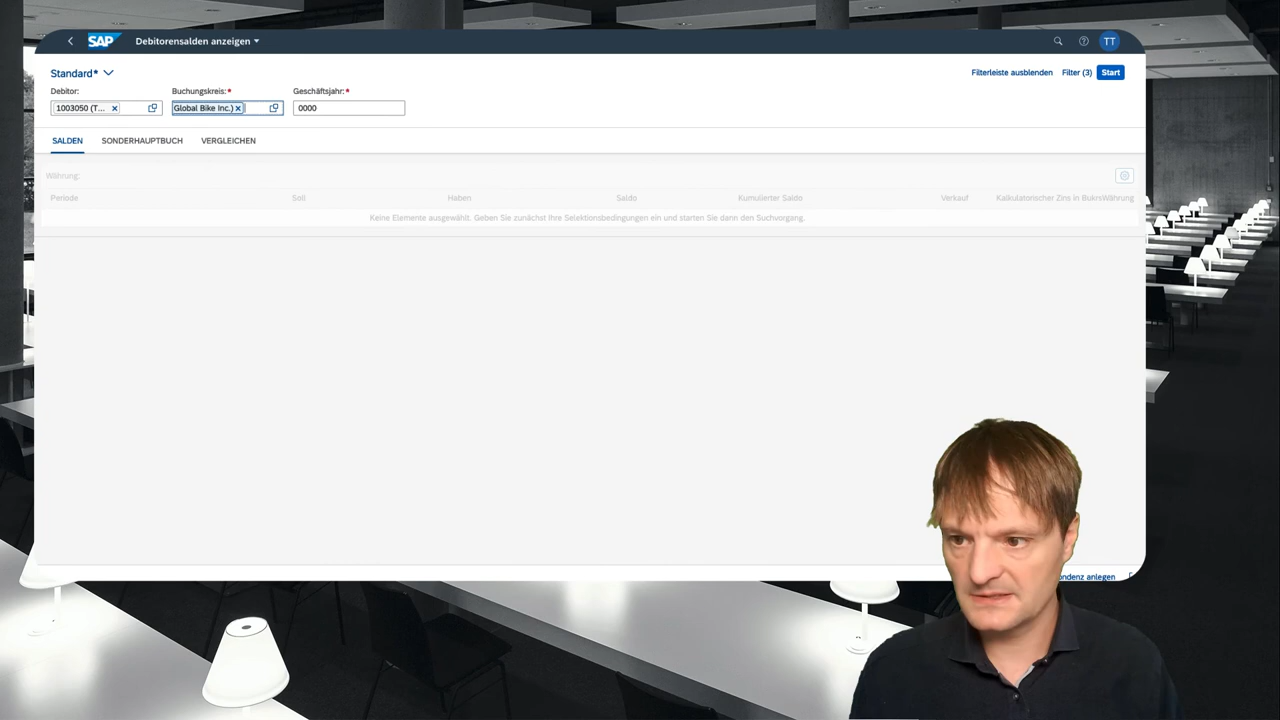 SAP Debitorensalden anzeigen TT
Standard* Filterleiste ausblenden Filter (3) Start
Debitor: Buchungskreis:* Geschäftsjahr:*
1003050 (T... Global Bike Inc.) 0000
SALDEN SONDERHAUPTBUCH VERGLEICHEN
Währung:
Periode Soll Haben Saldo Kumulierter Saldo Verkauf Kalkulatorischer Zins in BukrsWährung
Keine Elemente ausgewählt. Geben Sie zunächst Ihre Selektionsbedingungen ein und starten Sie dann den Suchvorgang.
ondenz anlegen